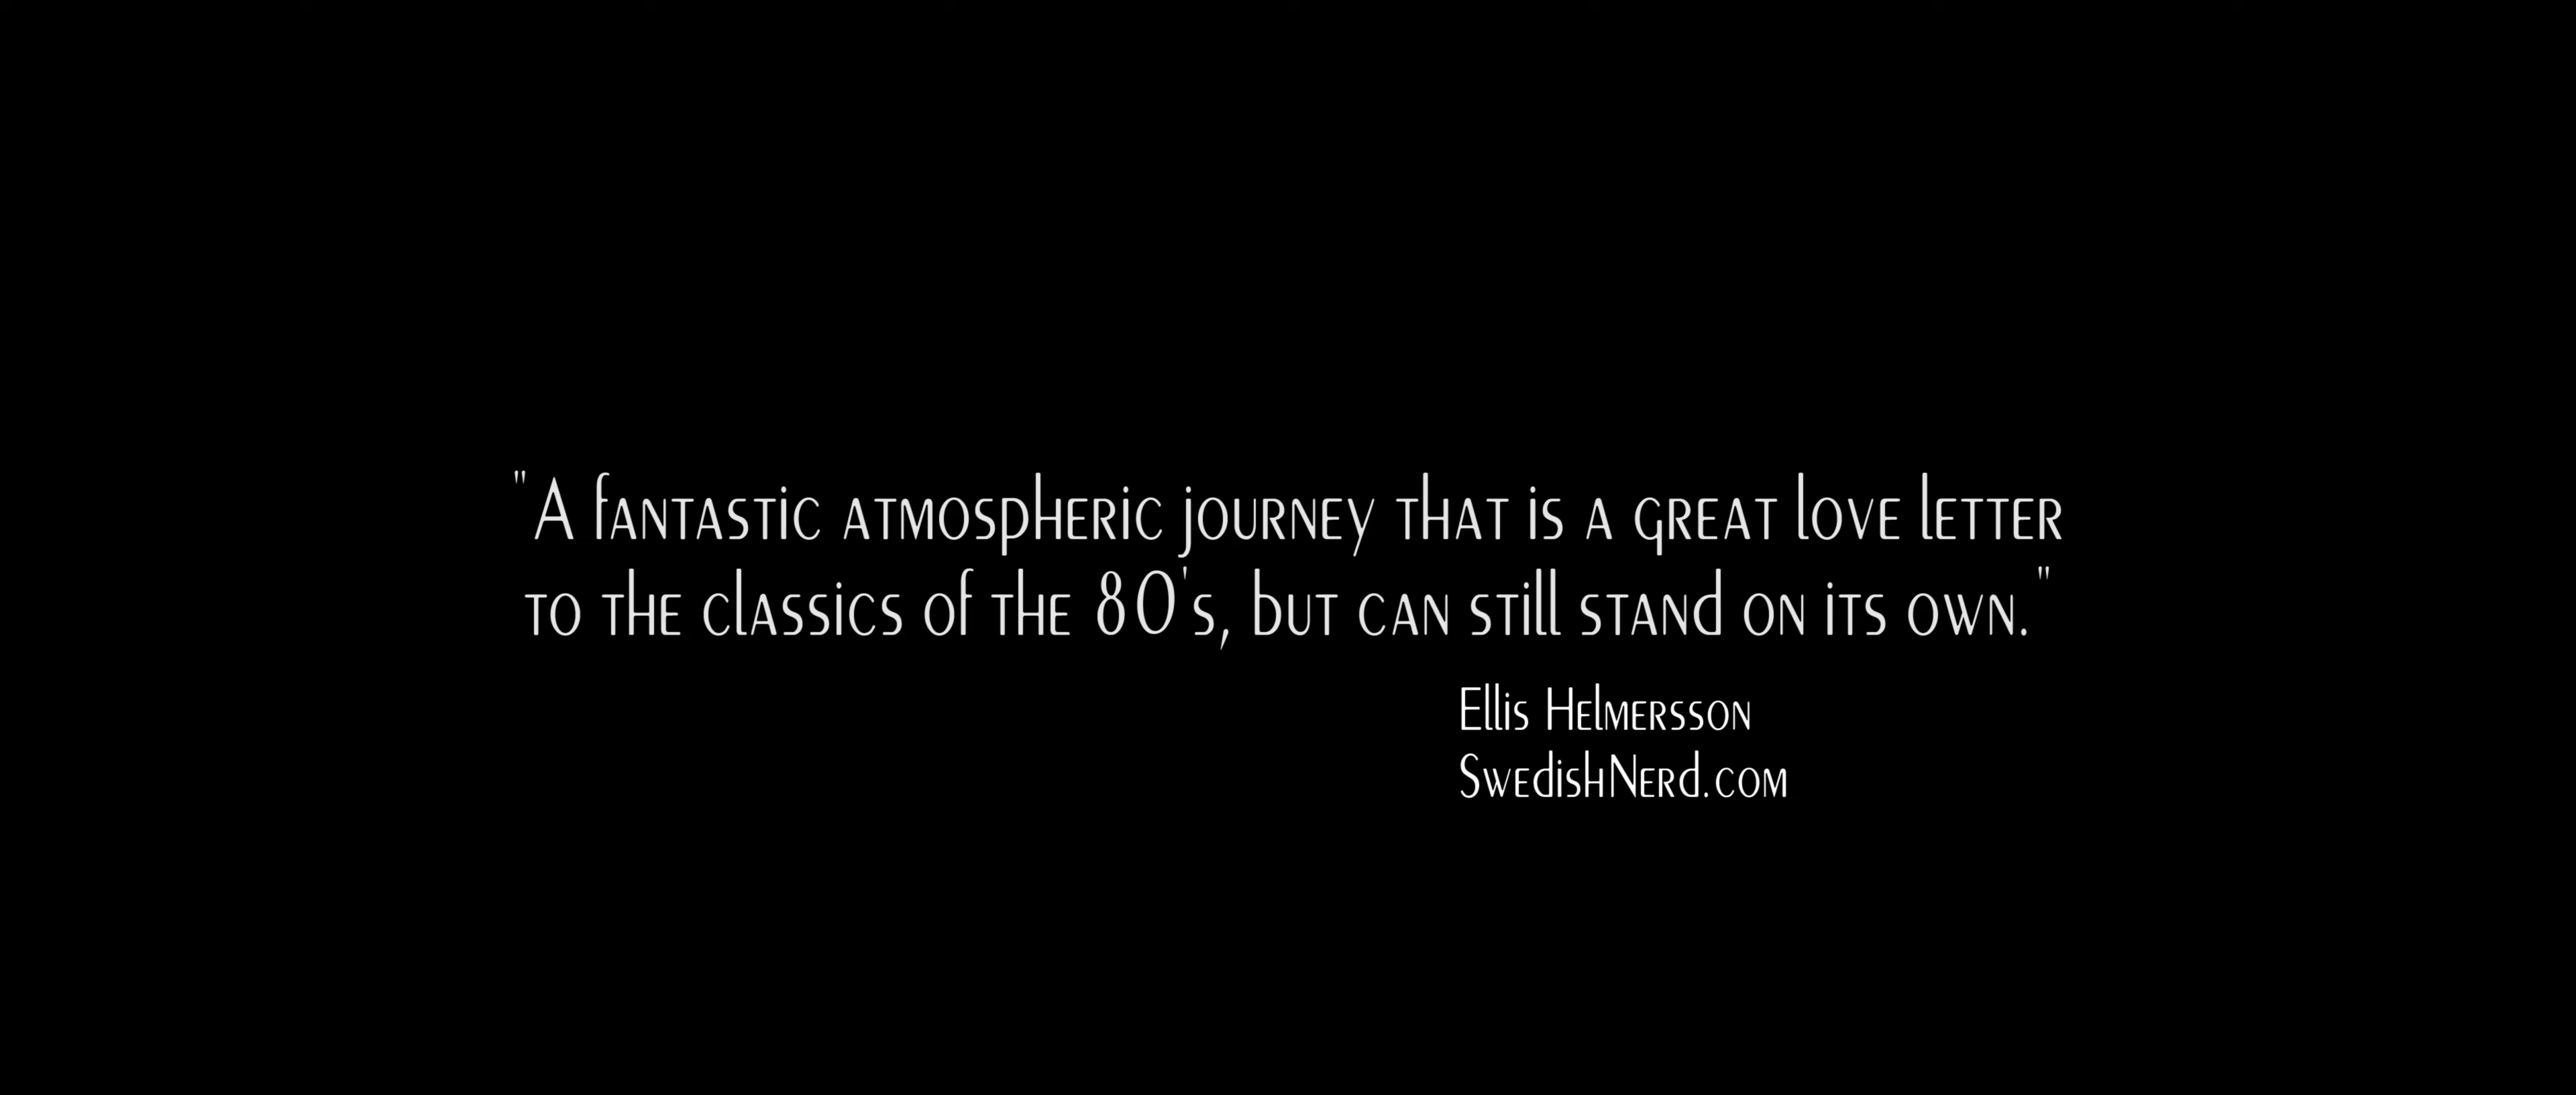 "A fantastic atmospheric journey that is a great love letter
to the classics of the 80's, but can still stand on its own."
Ellis Helmersson
SwedishNerd.com